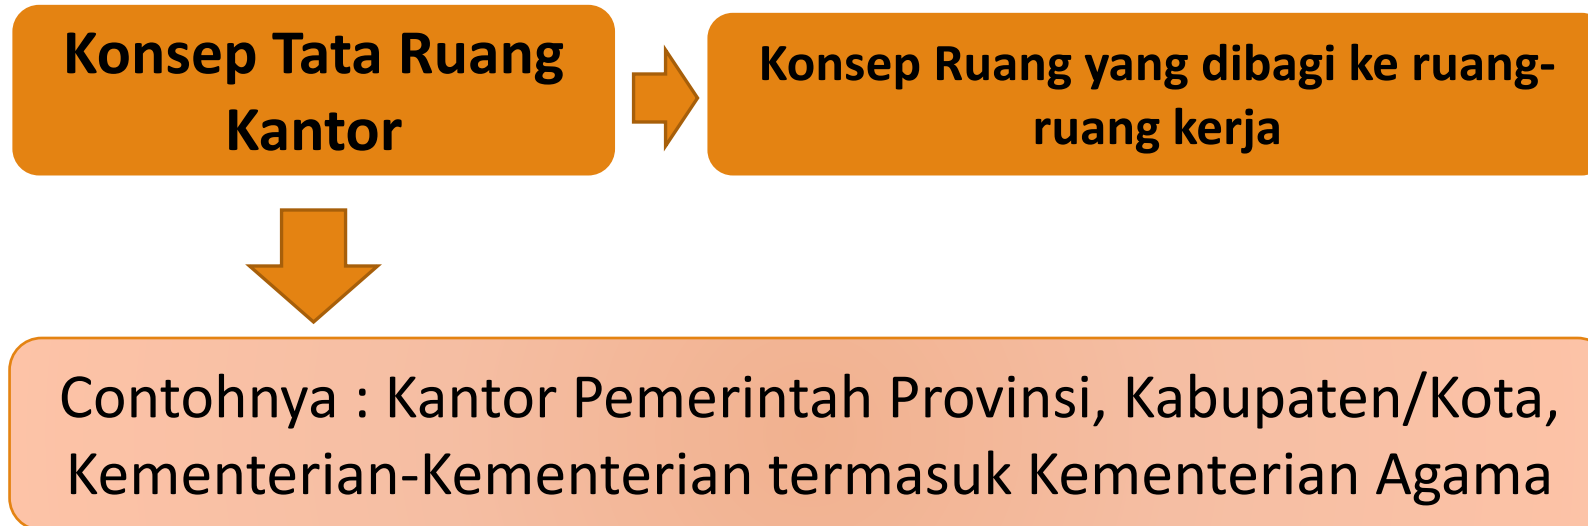 Konsep Tata Ruang
Kantor
Konsep Ruang yang dibagi ke ruang-
ruang kerja
Contohnya : Kantor Pemerintah Provinsi, Kabupaten/Kota,
Kementerian-Kementerian termasuk Kementerian Agama